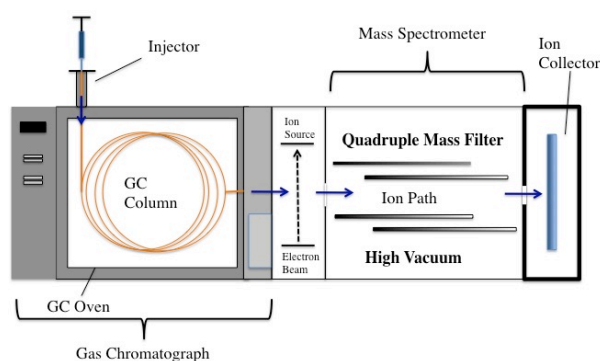 Mass Spectrometer
Injector
Ion
Collector
Ion
Source
Quadruple Mass Filter
GC
Column
Ion Path
Electron
Beam
High Vacuum
GC Oven
Gas Chromatograph